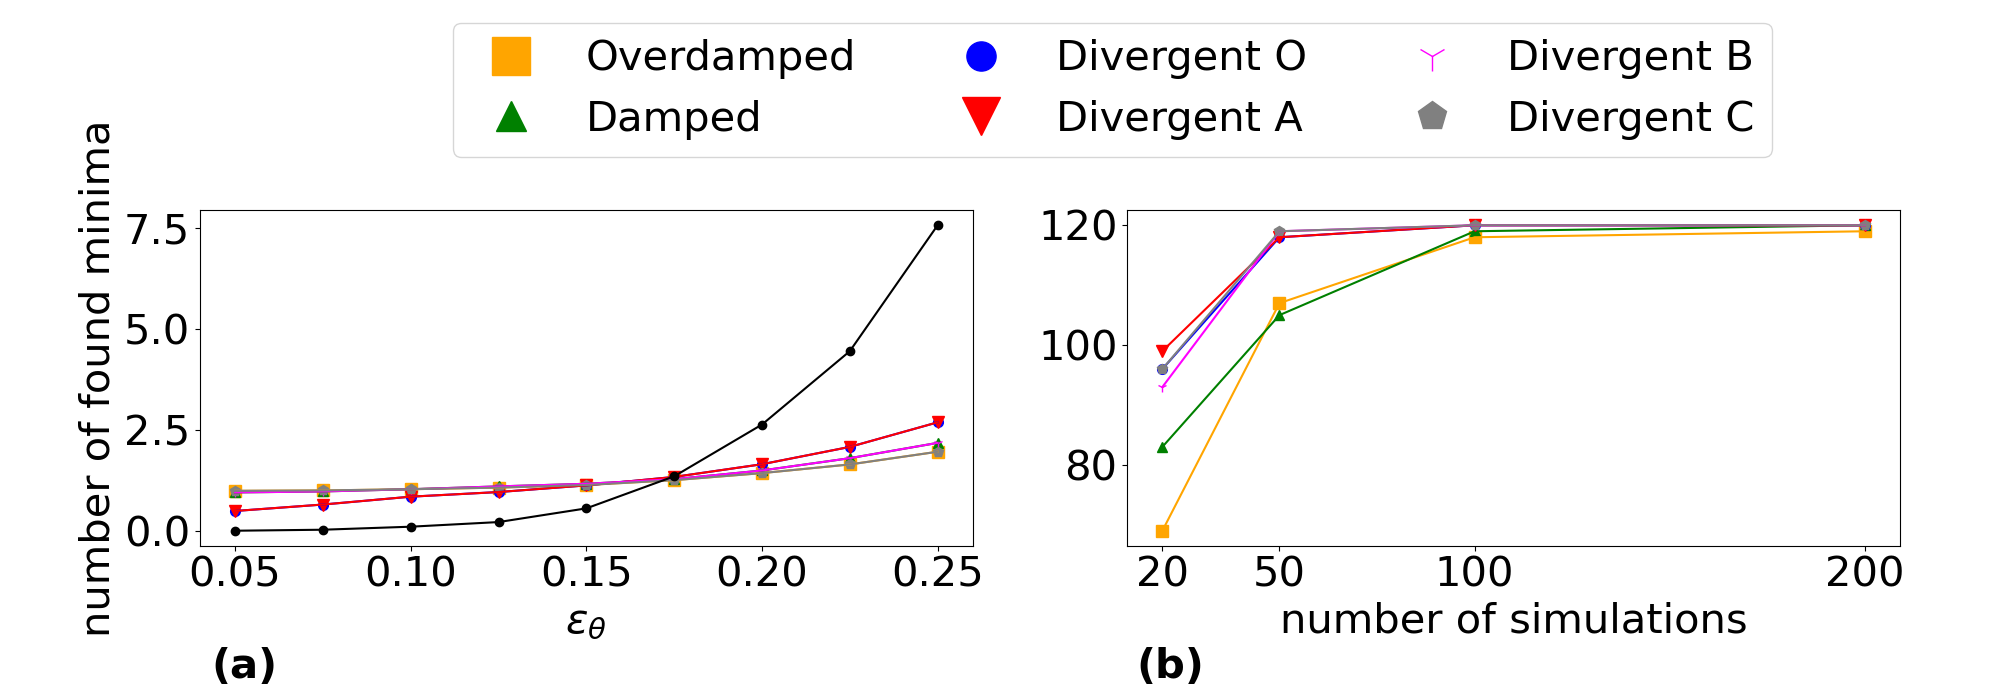 Overdamped Divergent O Divergent B
Damped Divergent A Divergent C
number of found minima
7.5
5.0
2.5
0.0
0.05 0.10 0.15 0.20 0.25
εθ
(a)
120
100
80
20 50 100 200
number of simulations
(b)